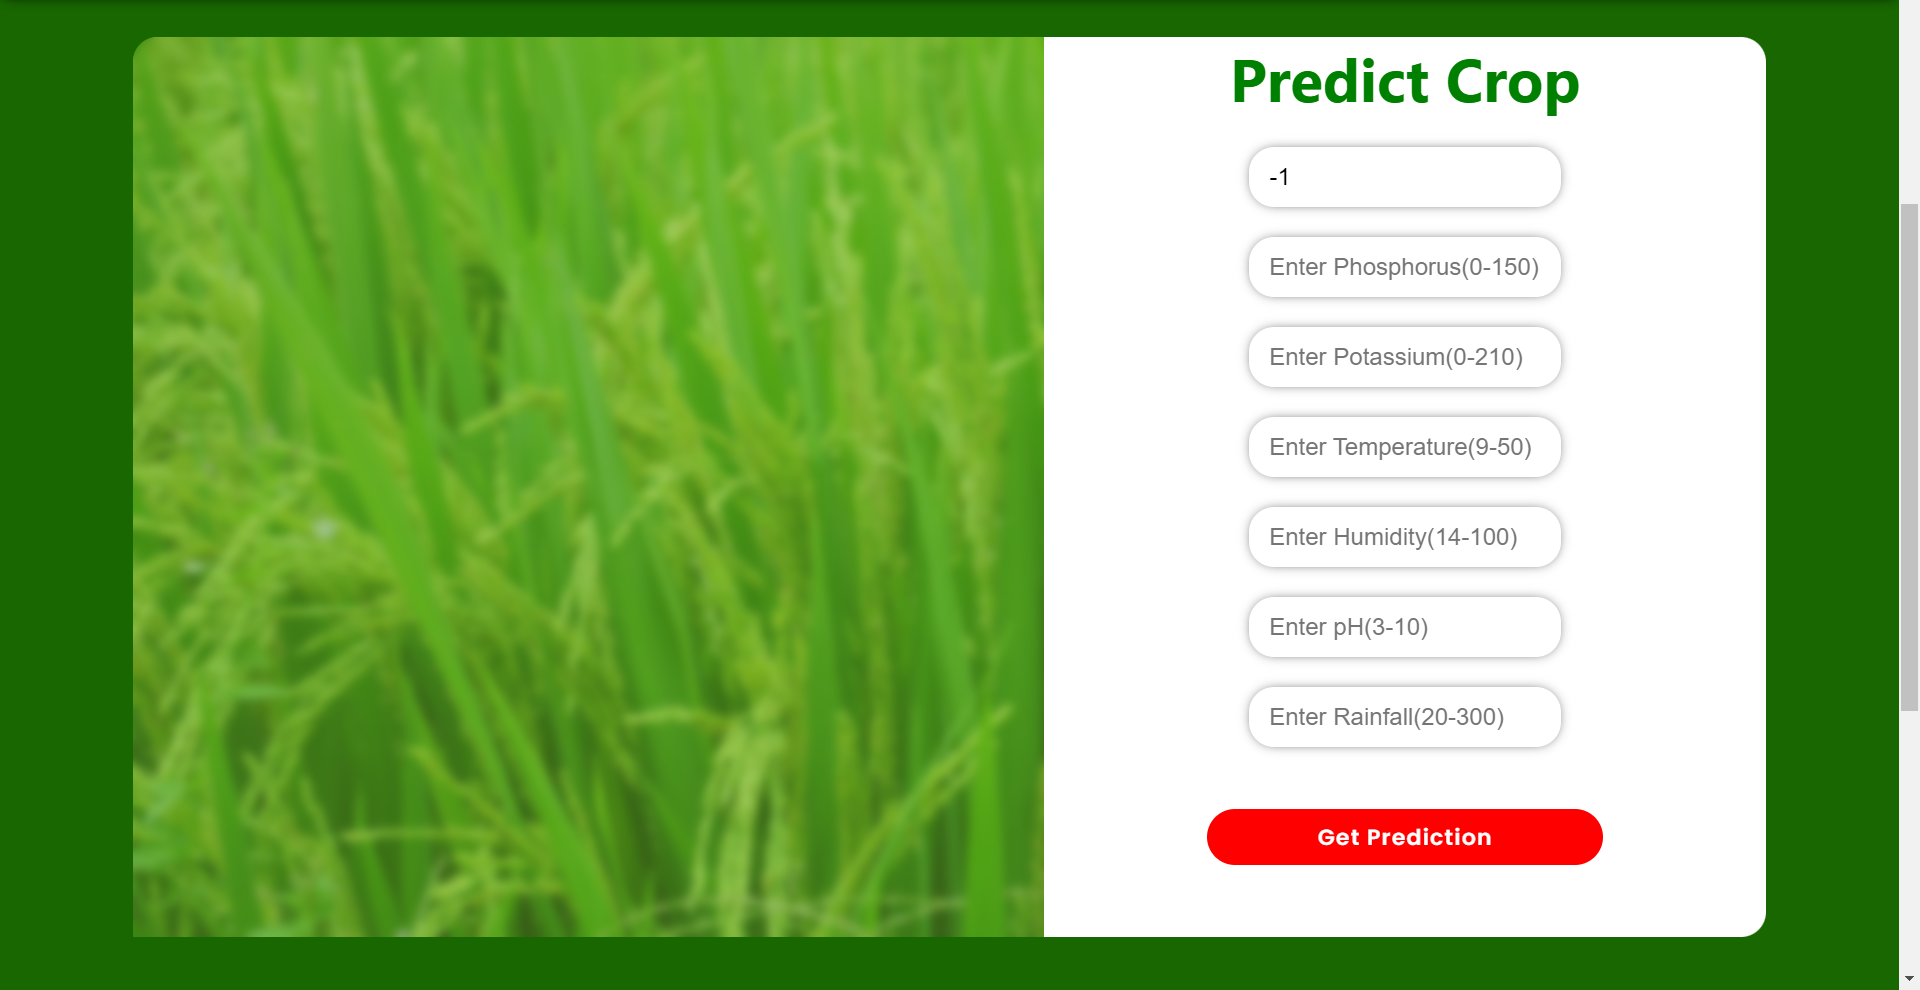 Predict Crop
-1
Enter Phosphorus(0-150)
Enter Potassium(0-210)
Enter Temperature(9-50)
Enter Humidity(14-100)
Enter pH(3-10)
Enter Rainfall(20-300)
Get Prediction